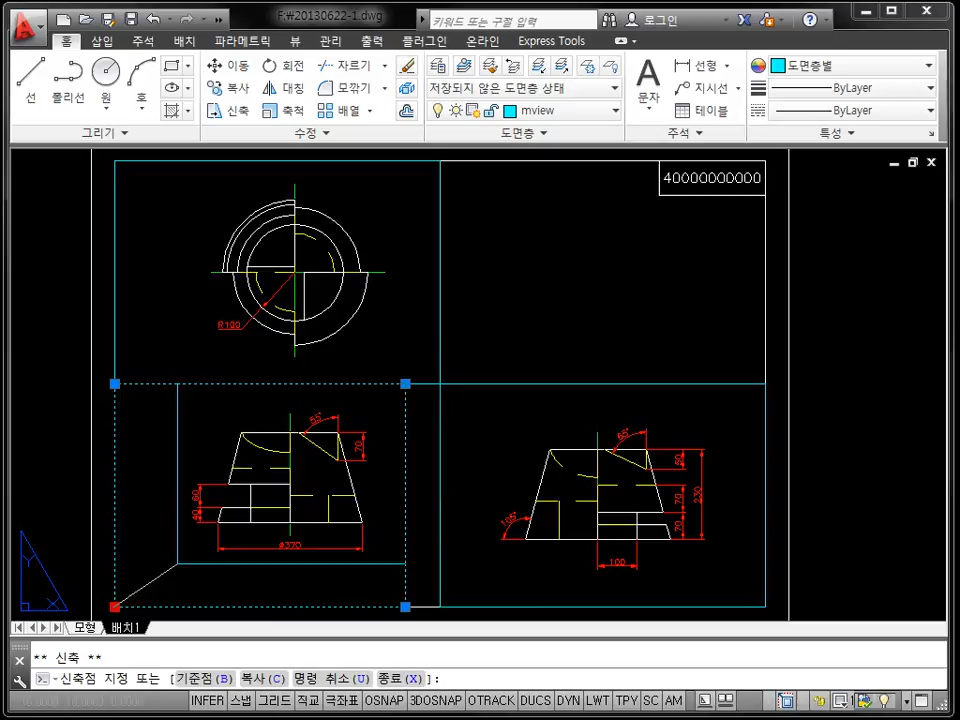 F:\#20130622-1.dwg
키워드 또는 구절 입력
로그인
홈 삽입 주석 배치 파라메트릭 뷰 관리 출력 플러그인 온라인 Express Tools
이동 회전 자르기
복사 대칭 모깎기
신축 축척 배열
선 폴리선 원 호
저장되지 않은 도면층 상태
mview
문자
선형
지시선
테이블
도면층별
ByLayer
ByLayer
그리기 수정 도면층 주석 특성
40000000000
R100
55°
70
60
40
Ø370
65°
50
70
230
70
105°
100
모형 배치1
** 신축 **
신축점 지정 또는 [기준점(B) 복사(C) 명령 취소(U) 종료(X)]:
INFER 스냅 그리드 직교 극좌표 OSNAP 3DOSNAP OTRACK DUCS DYN LWT TPY SC AM